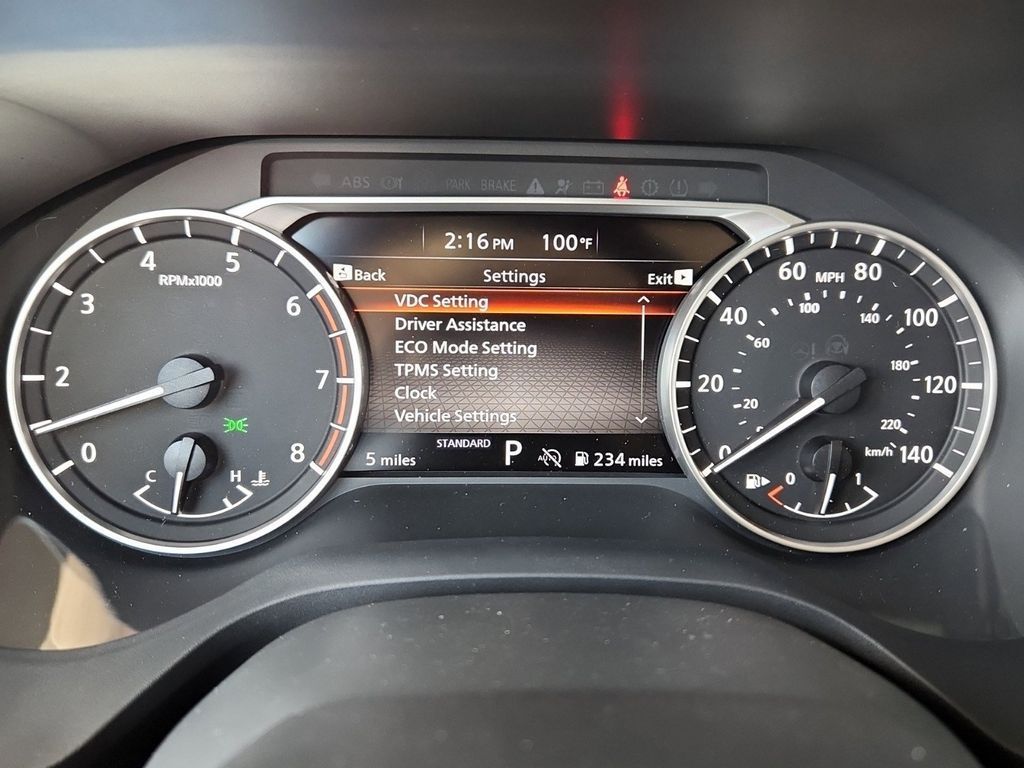 ABS PARK BRAKE
2:16 PM 100°F
Back Settings Exit
VDC Setting
Driver Assistance
ECO Mode Setting
TPMS Setting
Clock
Vehicle Settings
STANDARD
5 miles P AUTO 234 miles
RPMx1000
0
2
3
4
5
6
7
8
C H
MPH
0
20
40
60
80
100
120
140
20
60
100
140
180
220
km/h
0 1